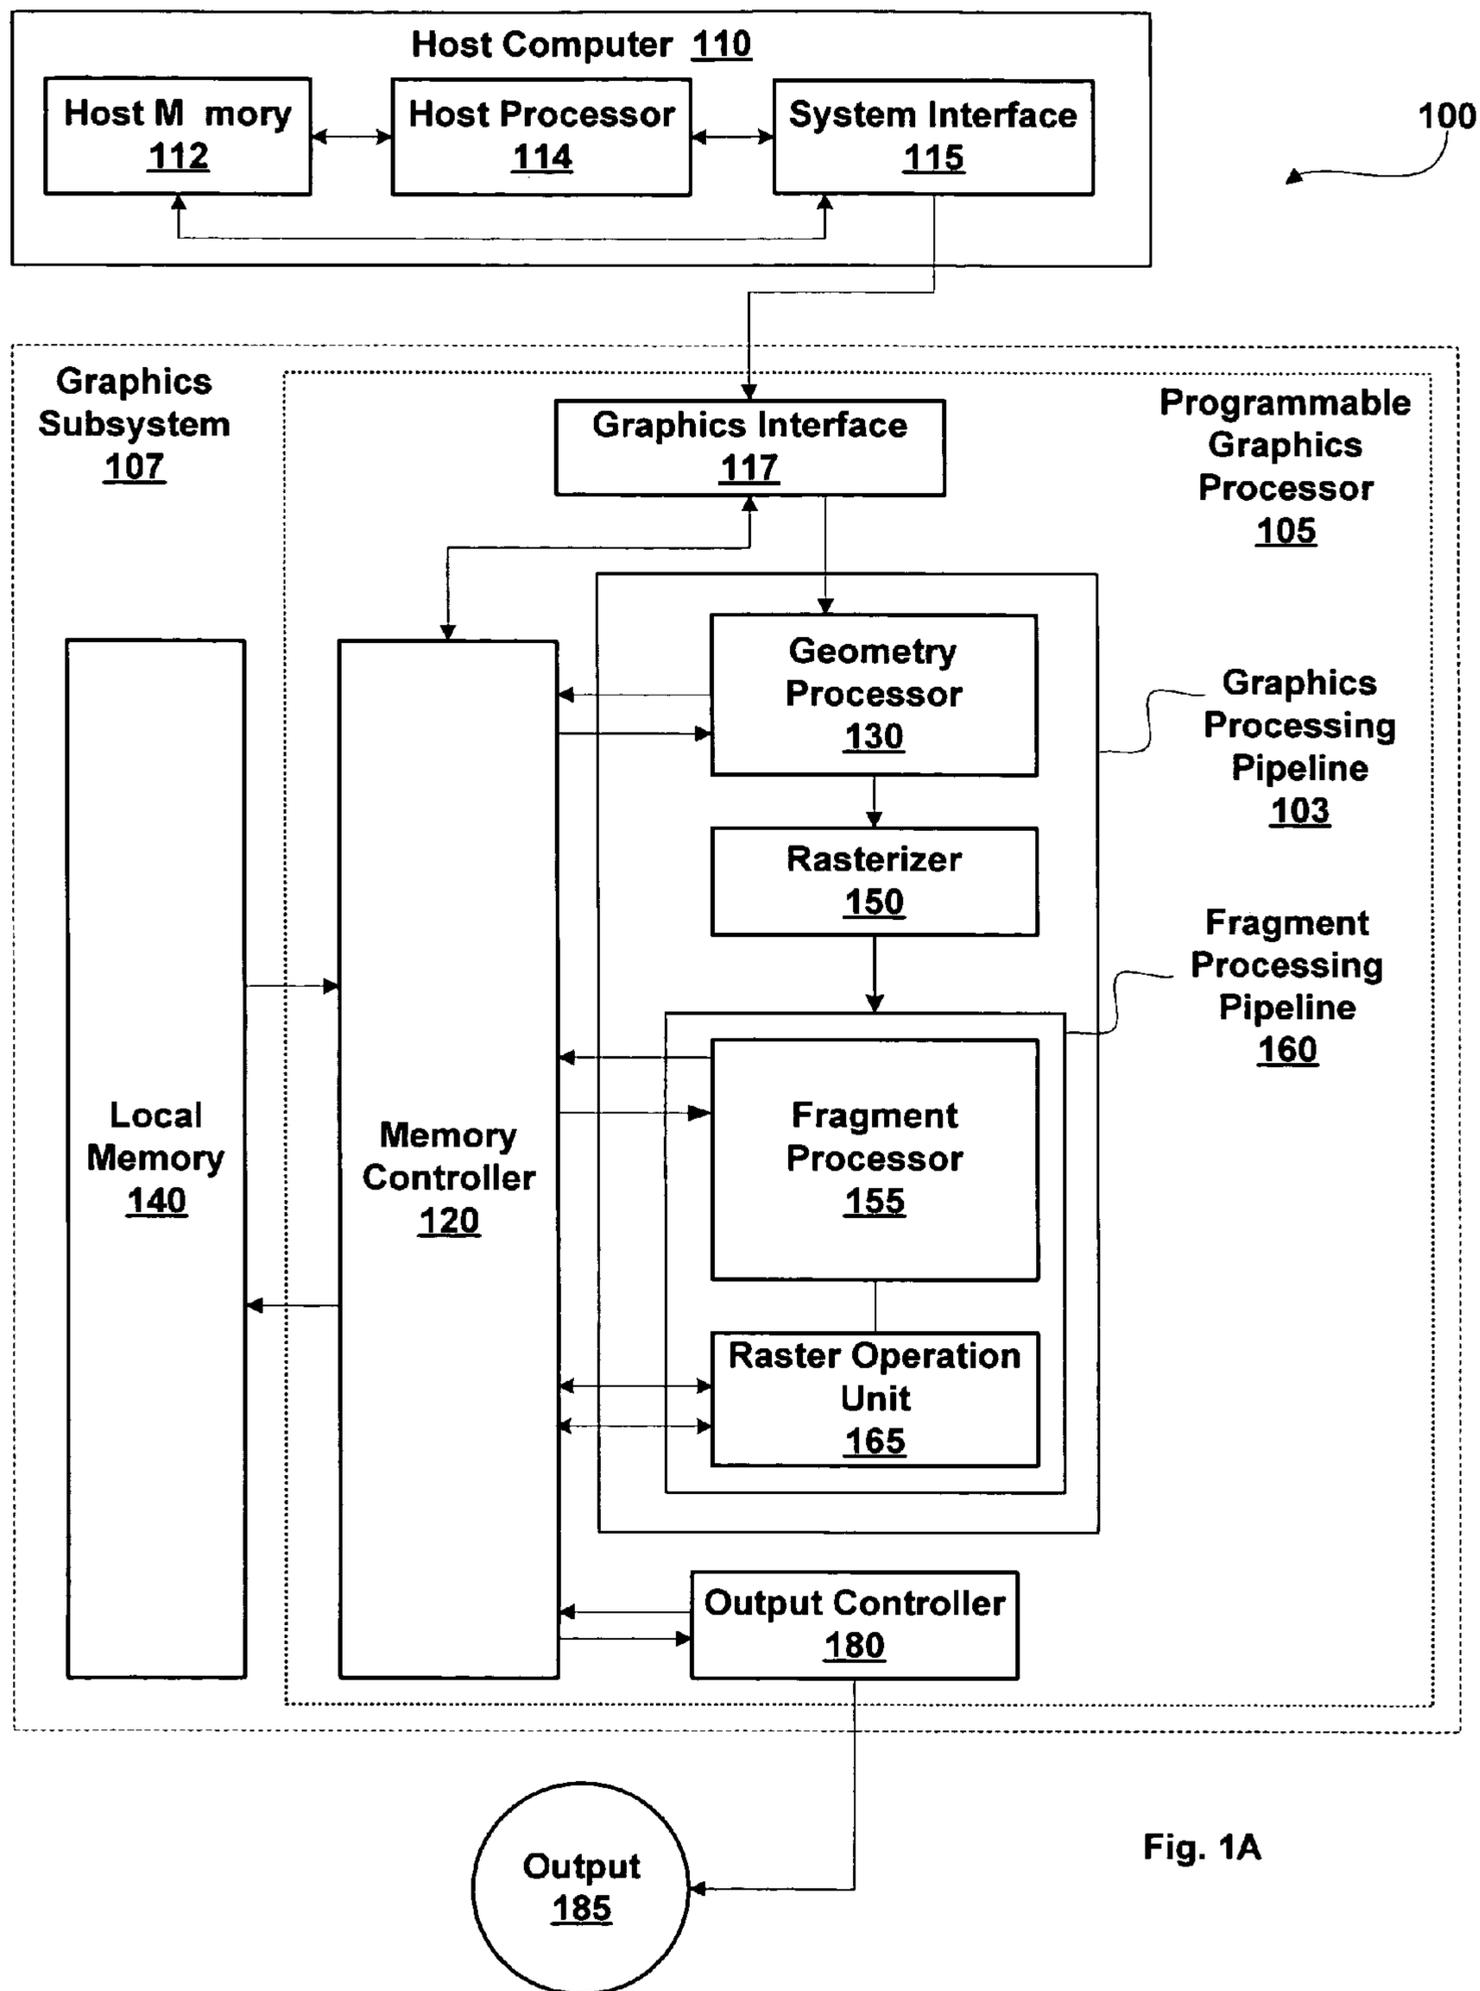 Host Computer 110
Host M mory
112
Host Processor
114
System Interface
115
100
Graphics
Subsystem
107
Graphics Interface
117
Programmable
Graphics
Processor
105
Geometry
Processor
130
Graphics
Processing
Pipeline
103
Rasterizer
150
Fragment
Processing
Pipeline
160
Local
Memory
140
Memory
Controller
120
Fragment
Processor
155
Raster Operation
Unit
165
Output Controller
180
Output
185
Fig. 1A